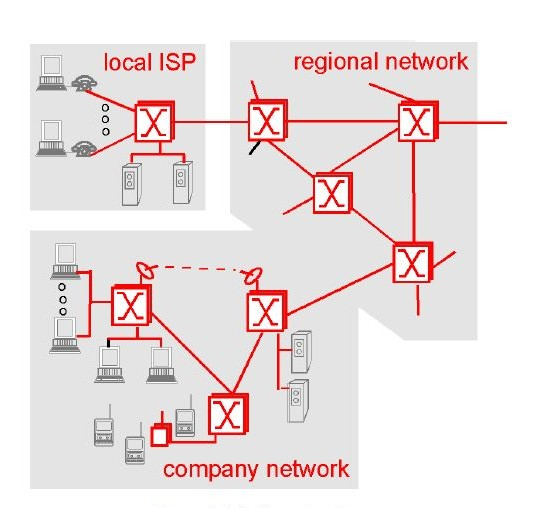 local ISP
regional network
company network